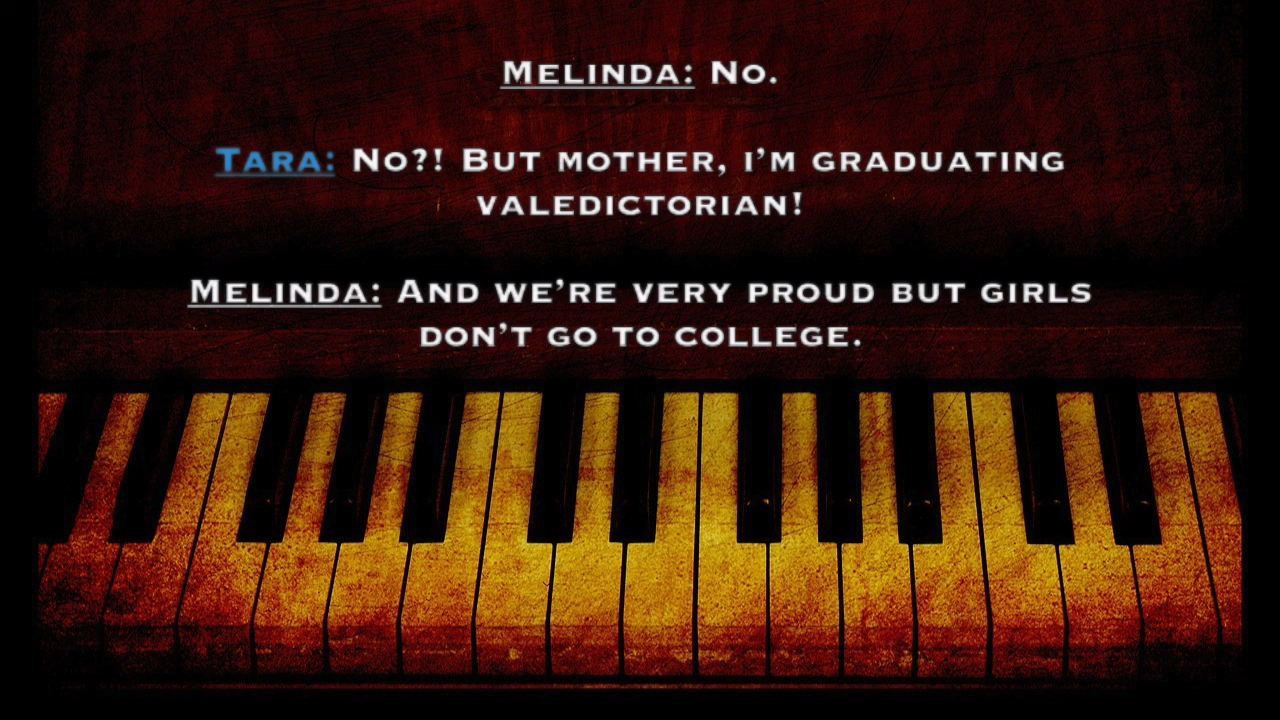 Melinda: No.
Tara: No?! But mother, I’m graduating
valedictorian!
Melinda: And we’re very proud but girls
don’t go to college.